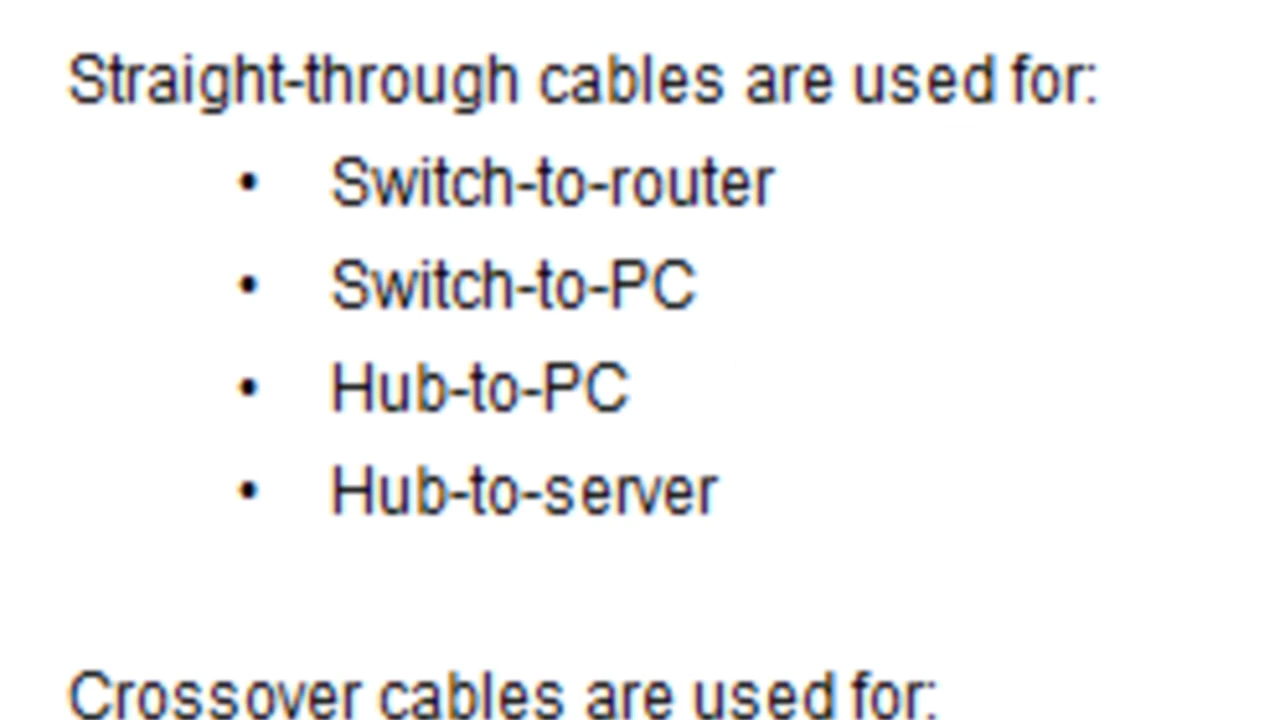 Straight-through cables are used for:
• Switch-to-router
• Switch-to-PC
• Hub-to-PC
• Hub-to-server
Crossover cables are used for: